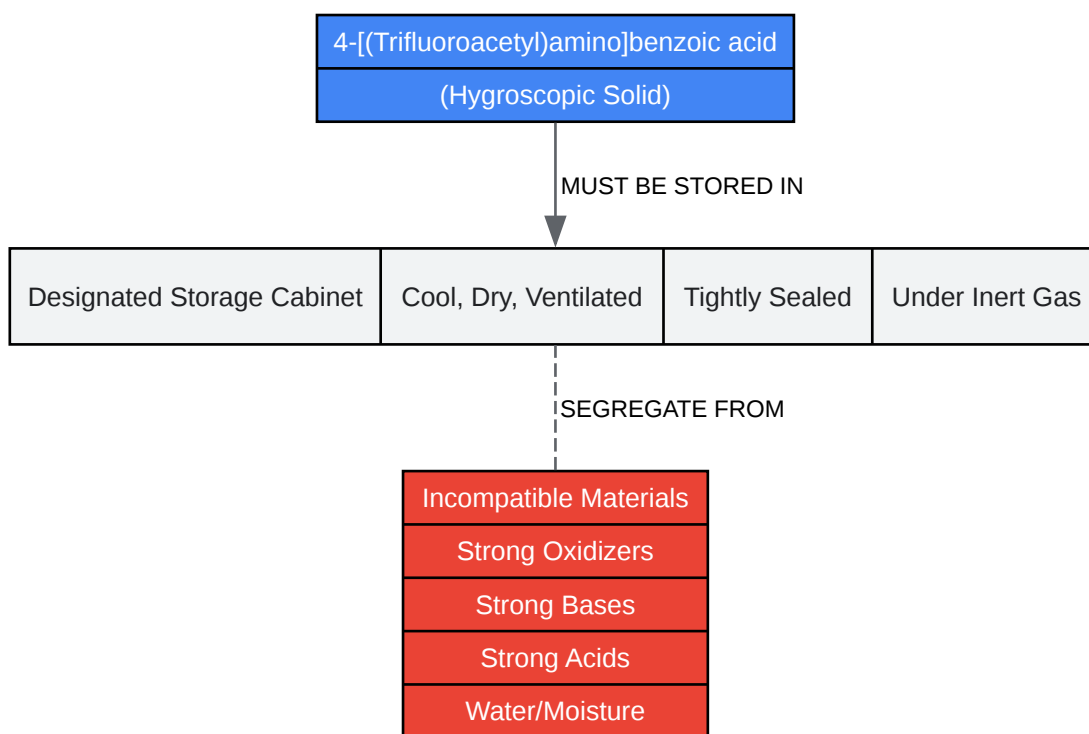 4-[(Trifluoroacetyl)amino]benzoic acid
(Hygroscopic Solid)
MUST BE STORED IN
Designated Storage Cabinet
Cool, Dry, Ventilated
Tightly Sealed
Under Inert Gas
SEGREGATE FROM
Incompatible Materials
Strong Oxidizers
Strong Bases
Strong Acids
Water/Moisture